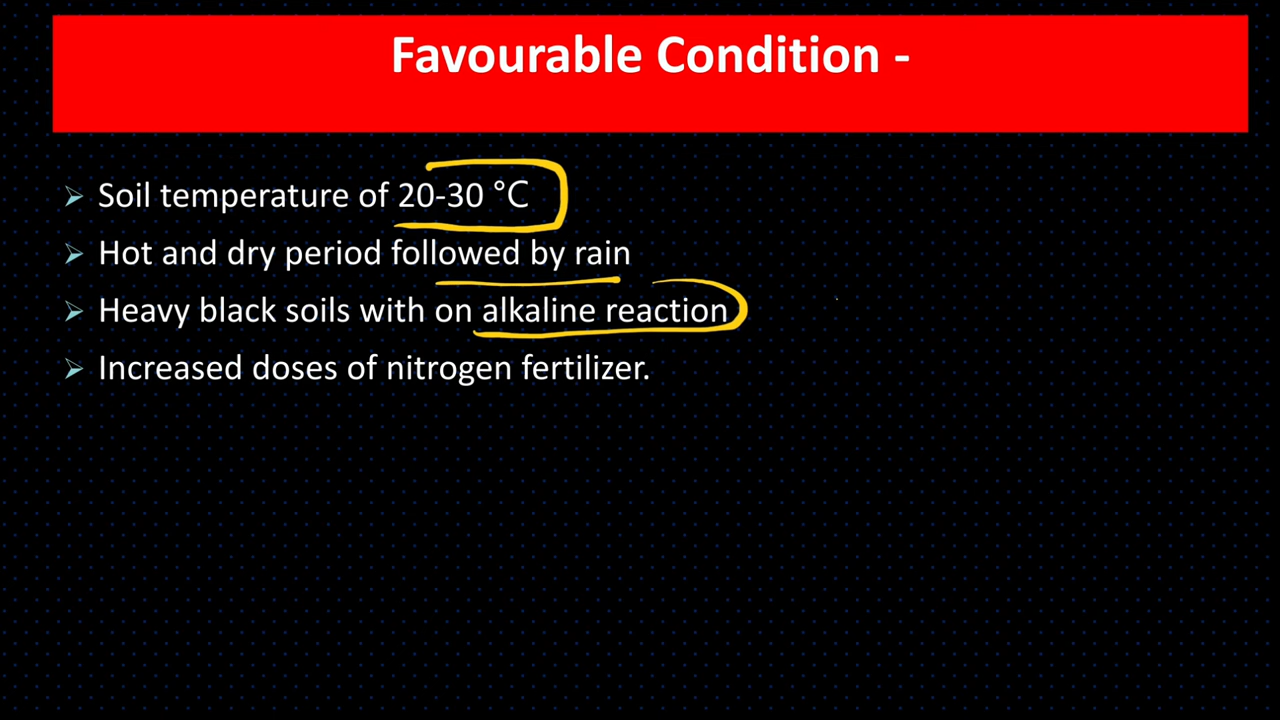 Favourable Condition -
Soil temperature of 20-30 °C
Hot and dry period followed by rain
Heavy black soils with on alkaline reaction
Increased doses of nitrogen fertilizer.